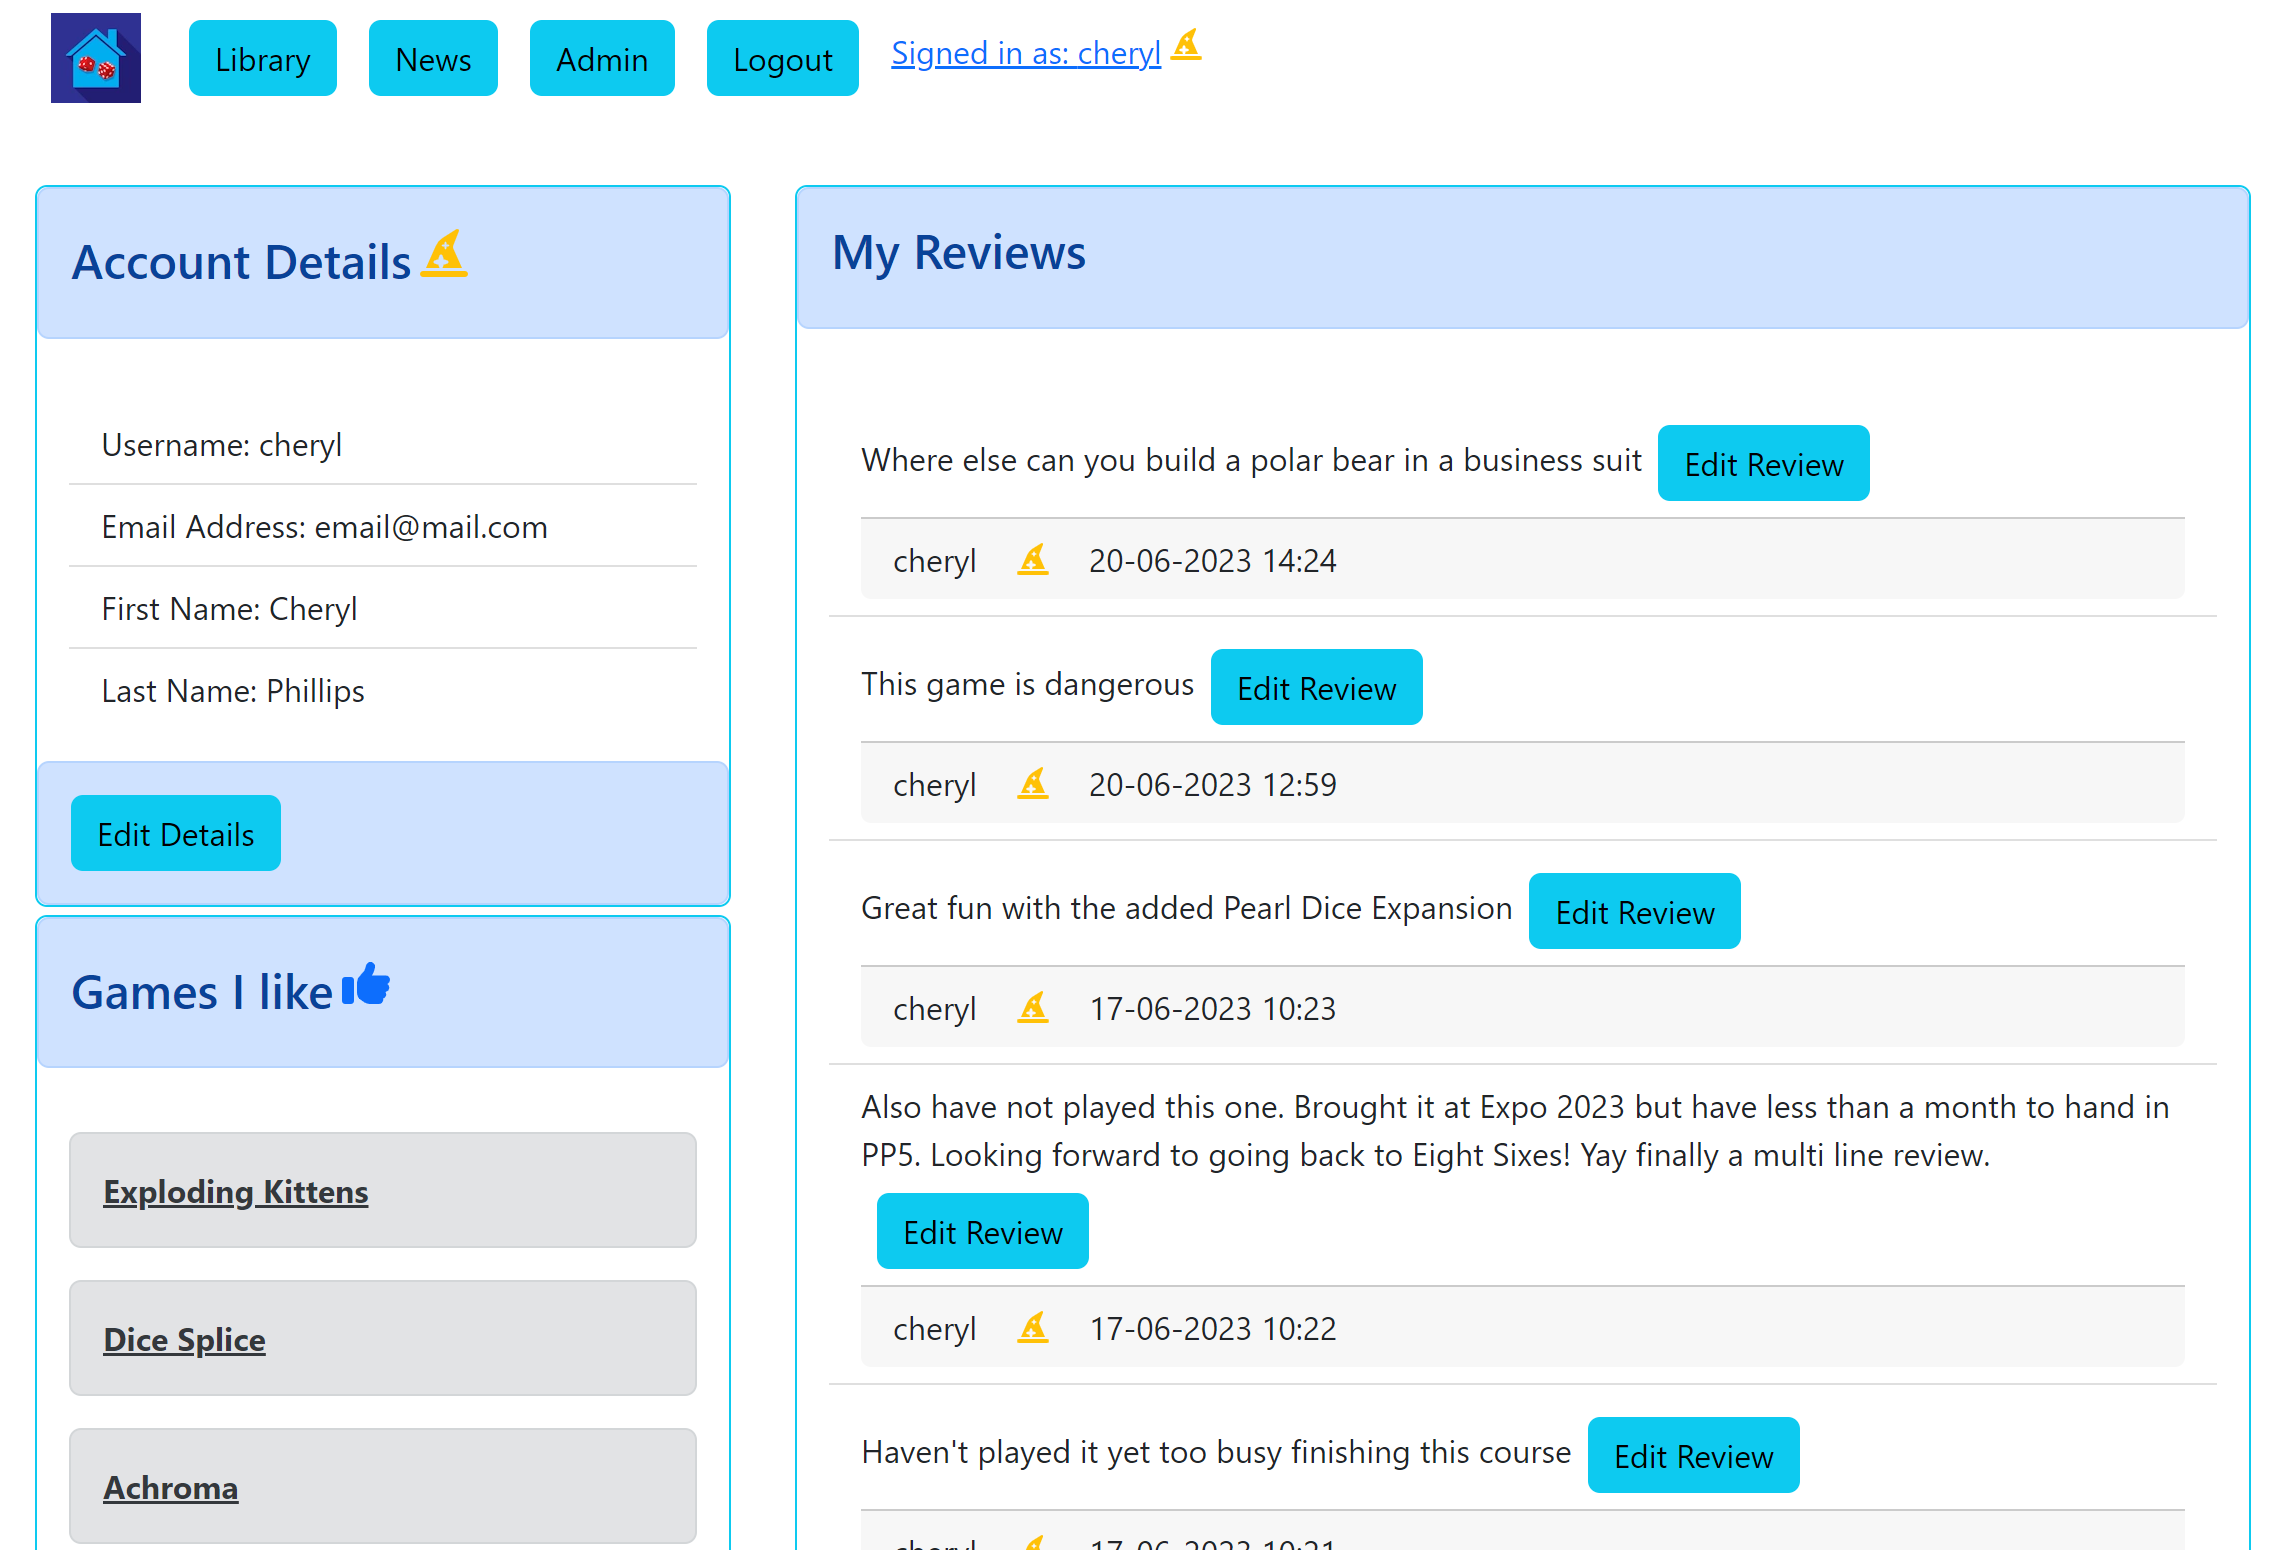 Library
News
Admin
Logout
Signed in as: cheryl
Account Details
Username: cheryl
Email Address: email@mail.com
First Name: Cheryl
Last Name: Phillips
Edit Details
Games I like
Exploding Kittens
Dice Splice
Achroma
My Reviews
Where else can you build a polar bear in a business suit
Edit Review
cheryl 20-06-2023 14:24
This game is dangerous
Edit Review
cheryl 20-06-2023 12:59
Great fun with the added Pearl Dice Expansion
Edit Review
cheryl 17-06-2023 10:23
Also have not played this one. Brought it at Expo 2023 but have less than a month to hand in
PP5. Looking forward to going back to Eight Sixes! Yay finally a multi line review.
Edit Review
cheryl 17-06-2023 10:22
Haven't played it yet too busy finishing this course
Edit Review
cheryl 17-06-2023 10:21